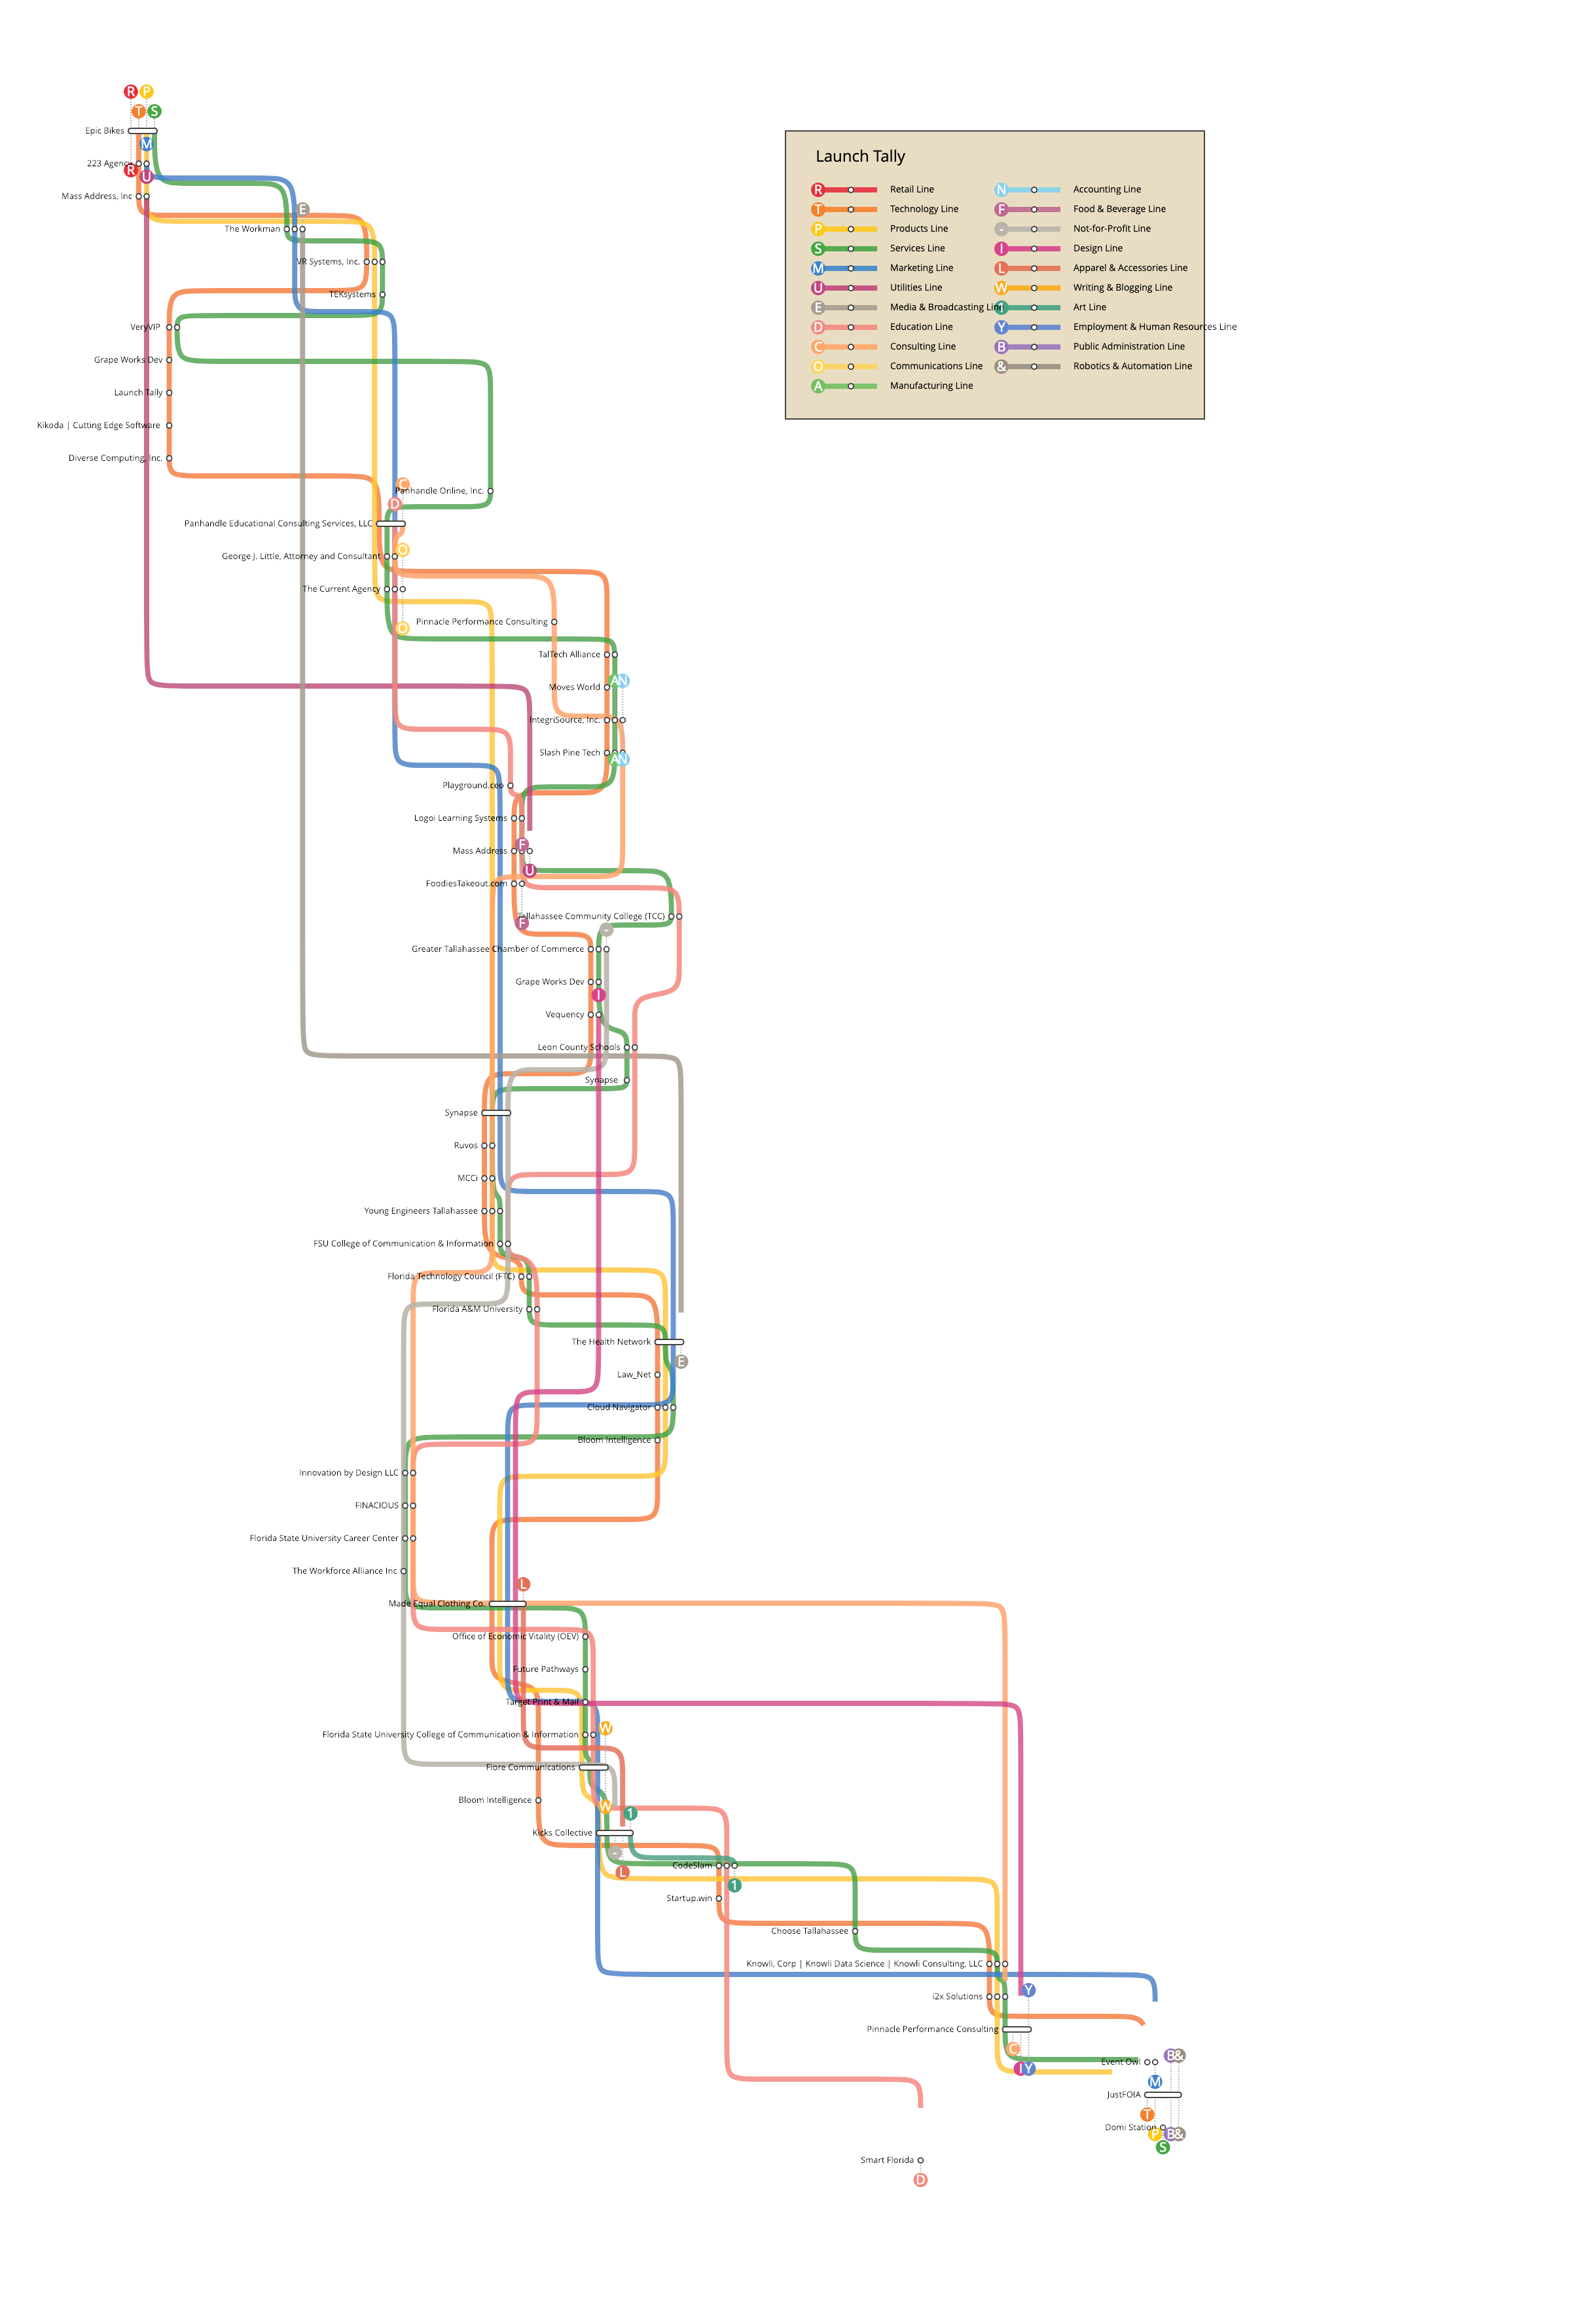 R P
T S
Epic Bikes
M
223 Agency
R U
Mass Address, Inc
E
The Workman
VR Systems, Inc.
TEKsystems
VeryVIP
Grape Works Dev
Launch Tally
Kikoda | Cutting Edge Software
Diverse Computing, Inc.
C
Panhandle Online, Inc.
D
Panhandle Educational Consulting Services, LLC
O
George J. Little, Attorney and Consultant
The Current Agency
Pinnacle Performance Consulting
O
TalTech Alliance
A N
Moves World
IntegriSource, Inc.
Slash Pine Tech
A N
Playground.ceo
Logoi Learning Systems
F
Mass Address
U
FoodiesTakeout.com
Tallahassee Community College (TCC)
F
-
Greater Tallahassee Chamber of Commerce
Grape Works Dev
I
Vequency
Leon County Schools
Synapse
Synapse
Ruvos
MCCi
Young Engineers Tallahassee
FSU College of Communication & Information
Florida Technology Council (FTC)
Florida A&M University
The Health Network
E
Law_Net
Cloud Navigator
Bloom Intelligence
Innovation by Design LLC
FINACIOUS
Florida State University Career Center
The Workforce Alliance Inc
L
Made Equal Clothing Co.
Office of Economic Vitality (OEV)
Future Pathways
Target Print & Mail
W
Florida State University College of Communication & Information
Fiore Communications
Bloom Intelligence
W
1
Kicks Collective
-
CodeSlam
L
1
Startup.win
Choose Tallahassee
Knowli, Corp | Knowli Data Science | Knowli Consulting, LLC
Y
i2x Solutions
Pinnacle Performance Consulting
C
B &
Event Owl
I Y
M
JustFOIA
T
Domi Station
P B &
S
Smart Florida
D
Launch Tally
R Retail Line
T Technology Line
P Products Line
S Services Line
M Marketing Line
U Utilities Line
E Media & Broadcasting Line
D Education Line
C Consulting Line
O Communications Line
A Manufacturing Line
N Accounting Line
F Food & Beverage Line
- Not-for-Profit Line
I Design Line
L Apparel & Accessories Line
W Writing & Blogging Line
1 Art Line
Y Employment & Human Resources Line
B Public Administration Line
& Robotics & Automation Line